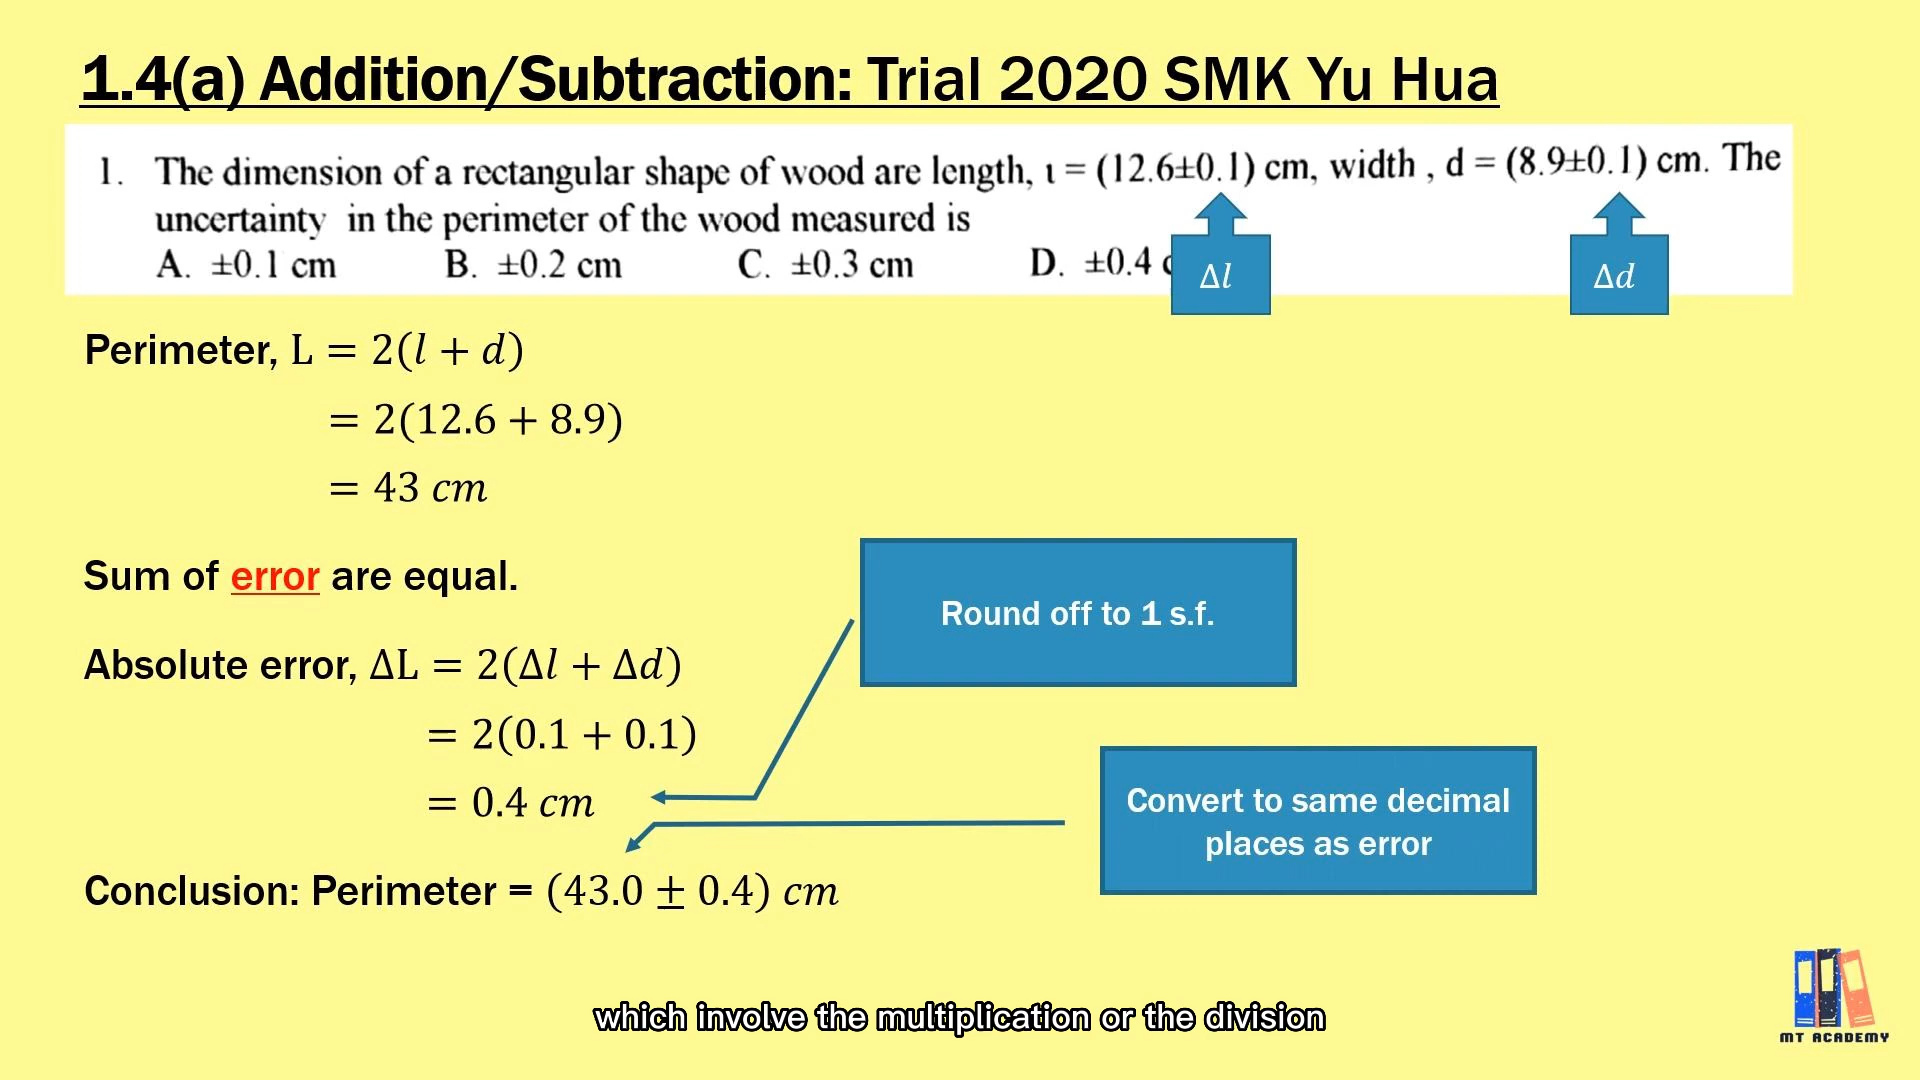 1.4(a) Addition/Subtraction: Trial 2020 SMK Yu Hua
1. The dimension of a rectangular shape of wood are length, ι = (12.6±0.1) cm, width , d = (8.9±0.1) cm. The
uncertainty in the perimeter of the wood measured is
A. ±0.1 cm B. ±0.2 cm C. ±0.3 cm D. ±0.4
Δl Δd
Perimeter, L = 2(l + d)
= 2(12.6 + 8.9)
= 43 cm
Sum of error are equal.
Round off to 1 s.f.
Absolute error, ΔL = 2(Δl + Δd)
= 2(0.1 + 0.1)
= 0.4 cm
Convert to same decimal
places as error
Conclusion: Perimeter = (43.0 ± 0.4) cm
which involve the multiplication or the division
MT ACADEMY